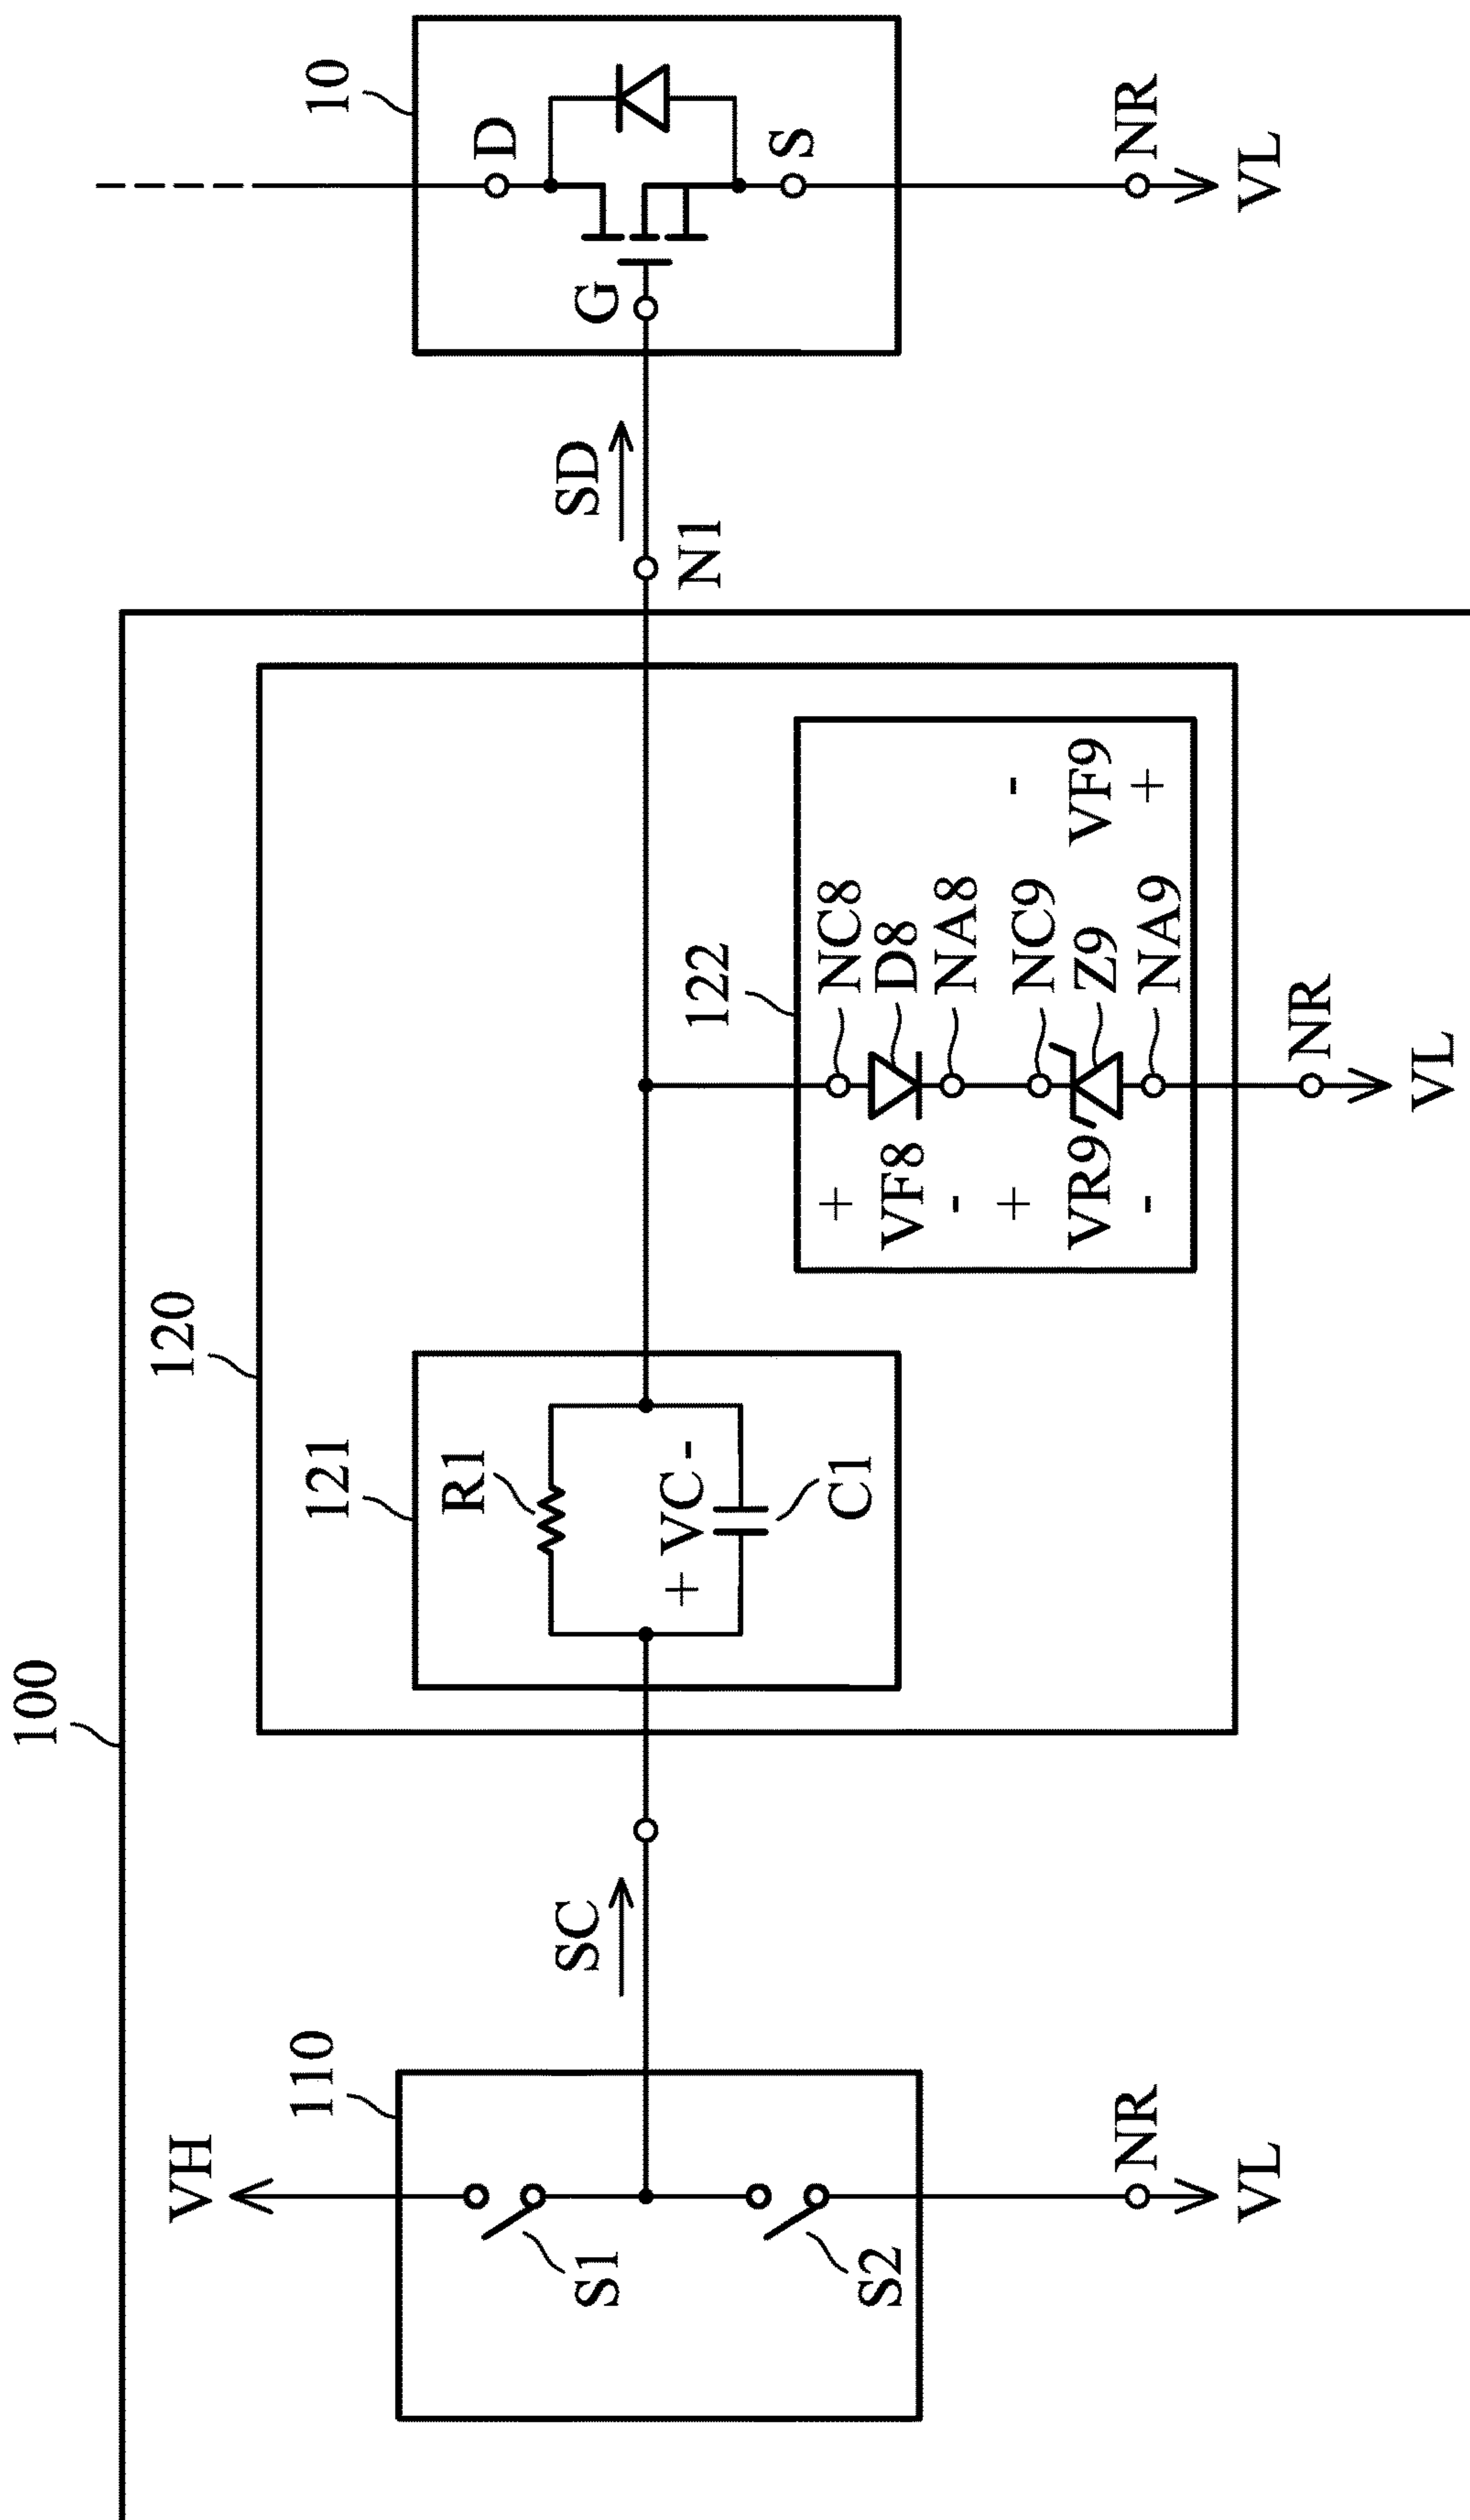 100
120
VH
110
S1
S2
NR
VL
SC
121
R1
+ VC -
C1
122
+
VF8
-
+
VR9
-
NC8
D8
NA8
NC9
Z9
NA9
-
VF9
+
NR
VL
N1
SD
10
D
G
S
NR
VL